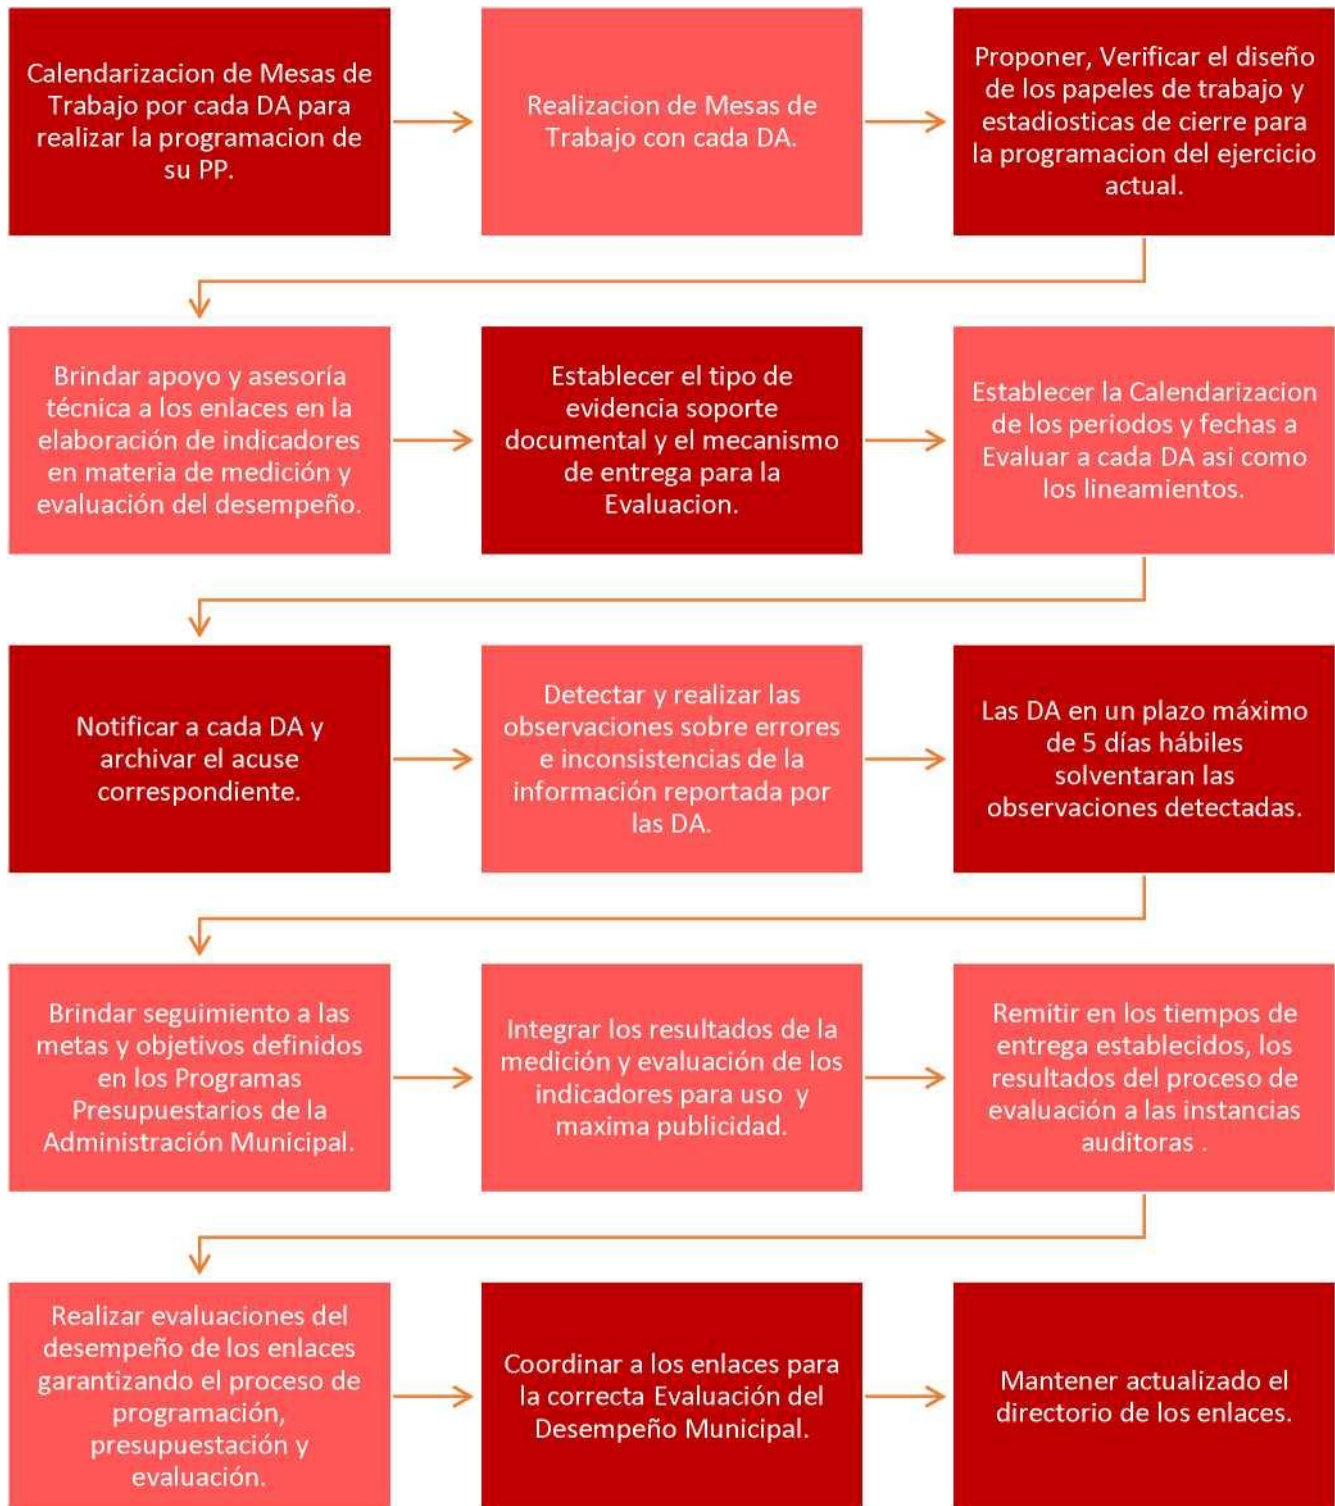 Calendarizacion de Mesas de
Trabajo por cada DA para
realizar la programacion de
su PP.
Realizacion de Mesas de
Trabajo con cada DA.
Proponer, Verificar el diseño
de los papeles de trabajo y
estadiosticas de cierre para
la programacion del ejercicio
actual.
Brindar apoyo y asesoría
técnica a los enlaces en la
elaboración de indicadores
en materia de medición y
evaluación del desempeño.
Establecer el tipo de
evidencia soporte
documental y el mecanismo
de entrega para la
Evaluacion.
Establecer la Calendarizacion
de los periodos y fechas a
Evaluar a cada DA asi como
los lineamientos.
Notificar a cada DA y
archivar el acuse
correspondiente.
Detectar y realizar las
observaciones sobre errores
e inconsistencias de la
información reportada por
las DA.
Las DA en un plazo máximo
de 5 días hábiles
solventaran las
observaciones detectadas.
Brindar seguimiento a las
metas y objetivos definidos
en los Programas
Presupuestarios de la
Administración Municipal.
Integrar los resultados de la
medición y evaluación de los
indicadores para uso y
maxima publicidad.
Remitir en los tiempos de
entrega establecidos, los
resultados del proceso de
evaluación a las instancias
auditoras .
Realizar evaluaciones del
desempeño de los enlaces
garantizando el proceso de
programación,
presupuestación y
evaluación.
Coordinar a los enlaces para
la correcta Evaluación del
Desempeño Municipal.
Mantener actualizado el
directorio de los enlaces.